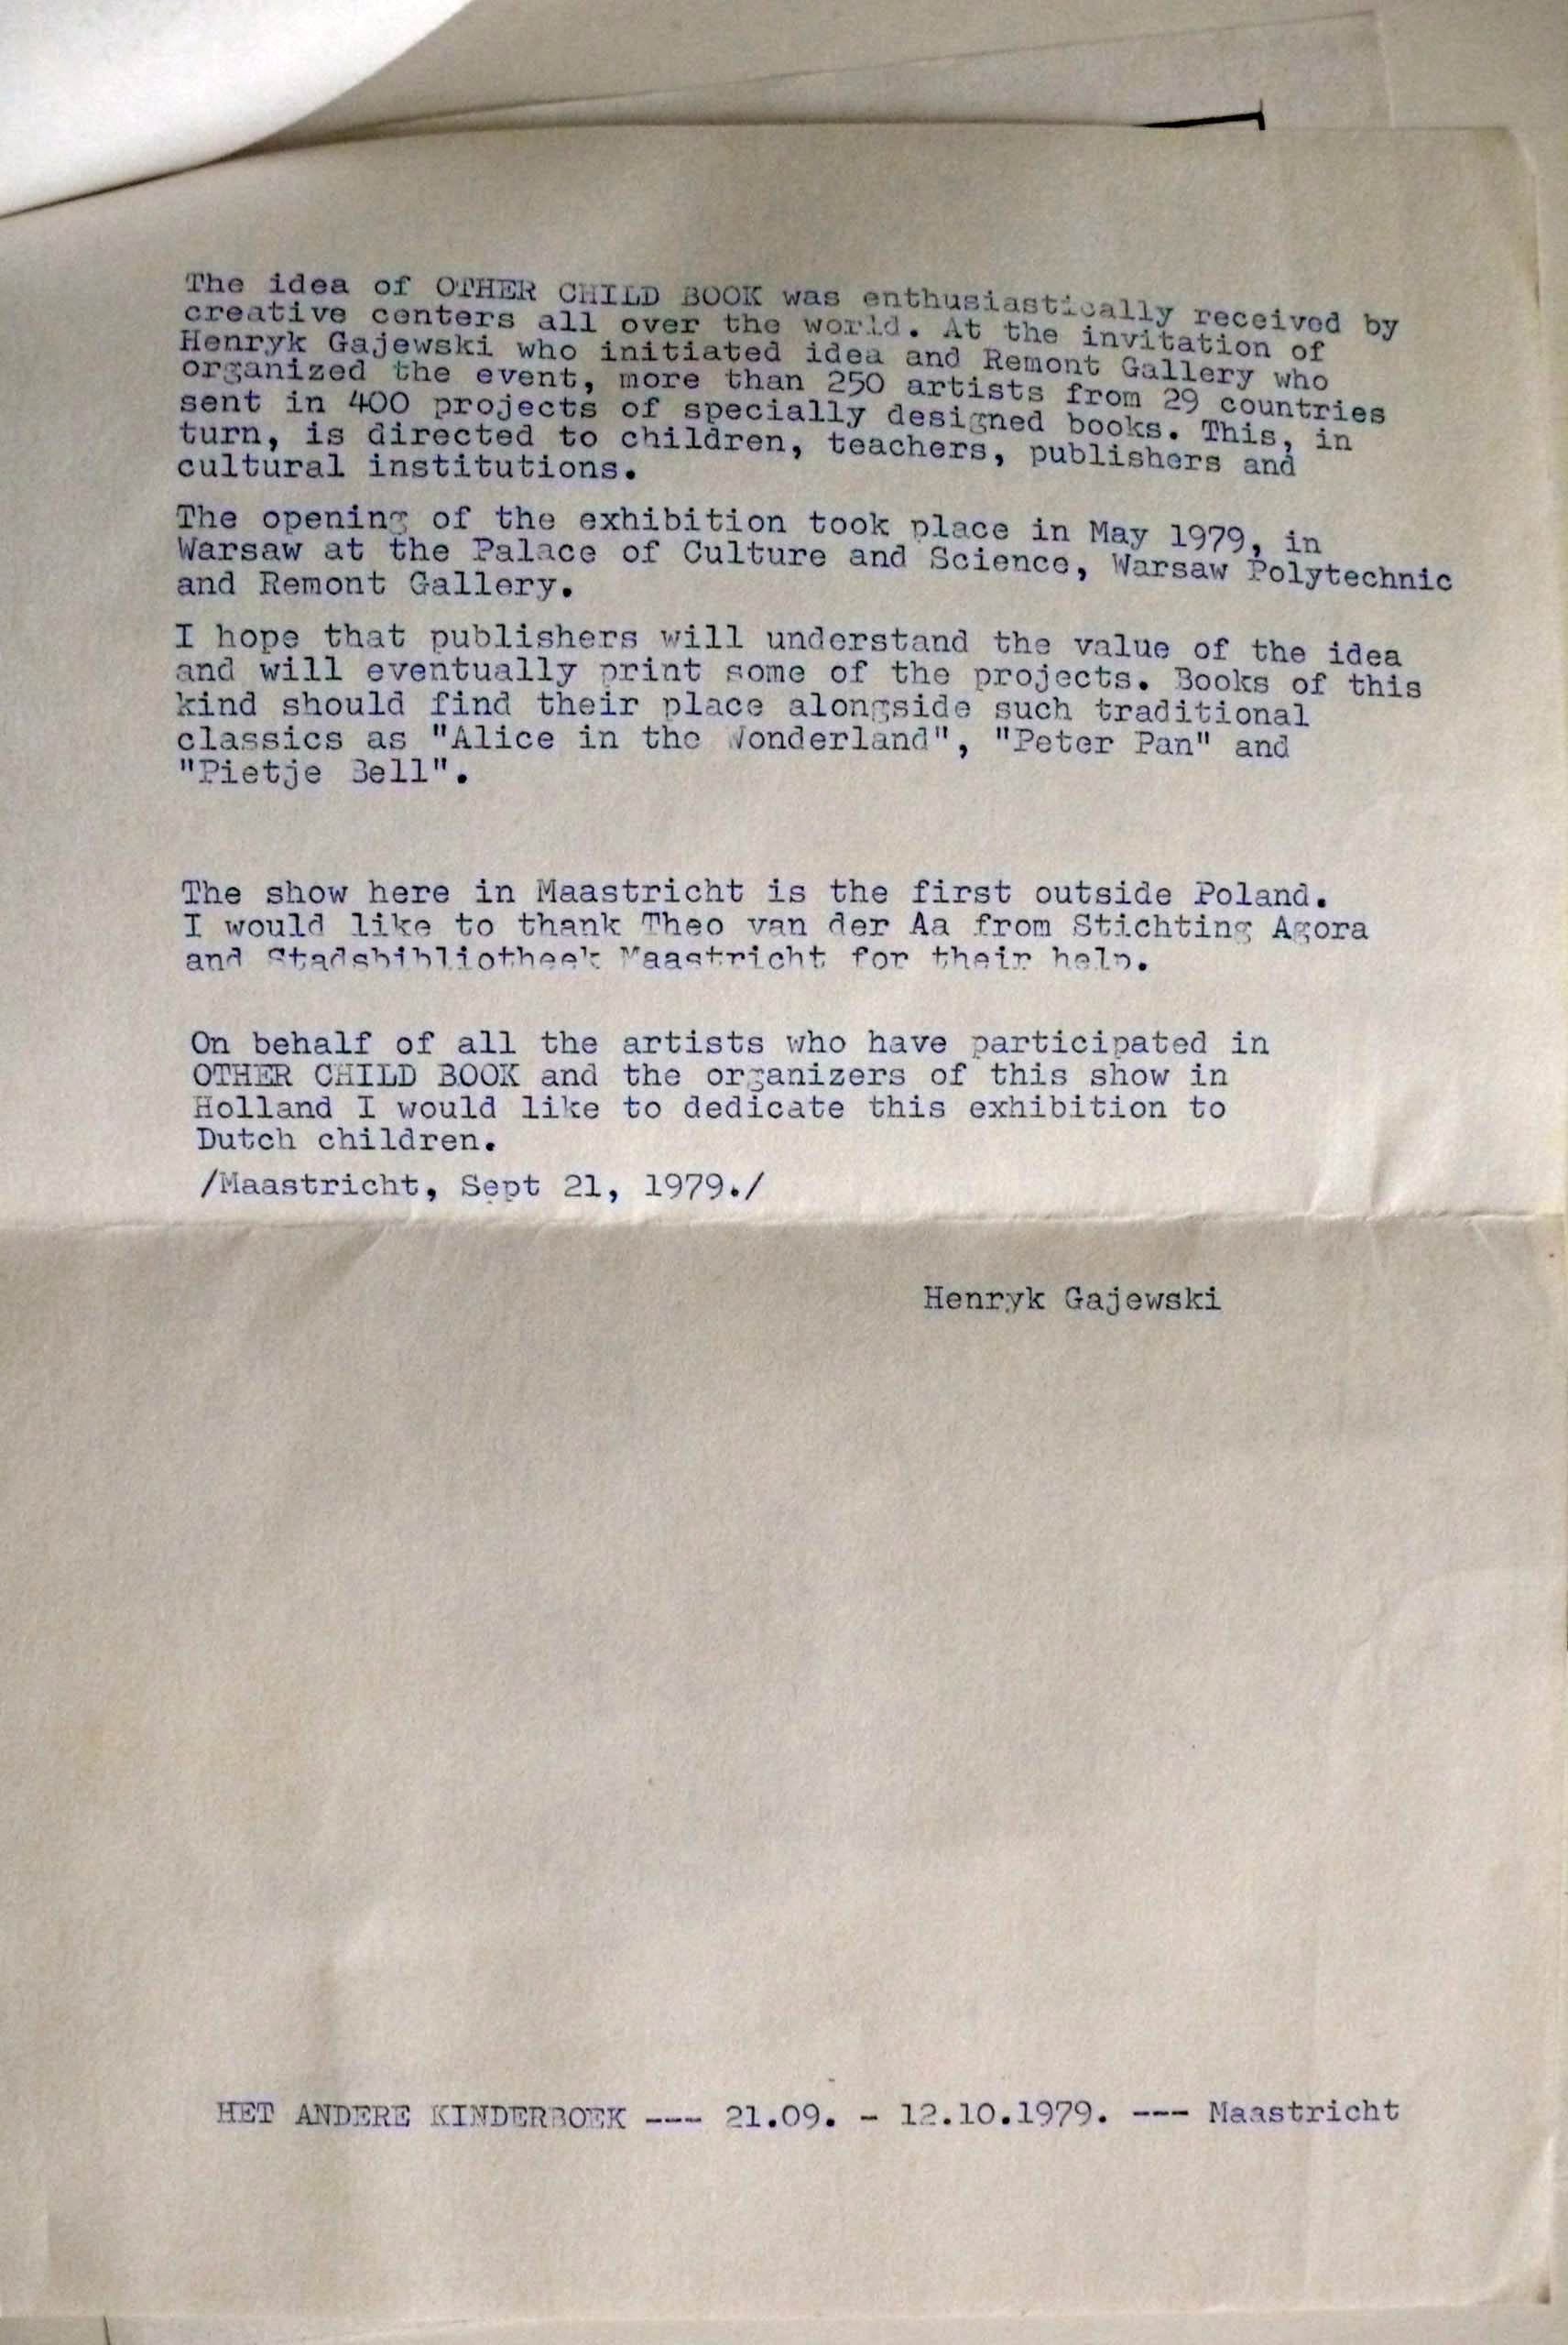 The idea of OTHER CHILD BOOK was enthusiastically received by
creative centers all over the world. At the invitation of
Henryk Gajewski who initiated idea and Remont Gallery who
organized the event, more than 250 artists from 29 countries
sent in 400 projects of specially designed books. This, in
turn, is directed to children, teachers, publishers and
cultural institutions.
The opening of the exhibition took place in May 1979, in
Warsaw at the Palace of Culture and Science, Warsaw Polytechnic
and Remont Gallery.
I hope that publishers will understand the value of the idea
and will eventually print some of the projects. Books of this
kind should find their place alongside such traditional
classics as "Alice in the Wonderland", "Peter Pan" and
"Pietje Bell".
The show here in Maastricht is the first outside Poland.
I would like to thank Theo van der Aa from Stichting Agora
and Stadsbibliotheek Maastricht for their help.
On behalf of all the artists who have participated in
OTHER CHILD BOOK and the organizers of this show in
Holland I would like to dedicate this exhibition to
Dutch children.
/Maastricht, Sept 21, 1979./
Henryk Gajewski
HET ANDERE KINDERBOEK --- 21.09. - 12.10.1979. --- Maastricht